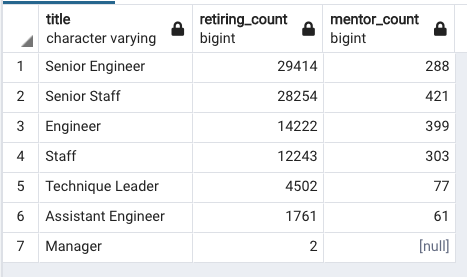 title retiring_count mentor_count
character varying bigint bigint
1 Senior Engineer 29414 288
2 Senior Staff 28254 421
3 Engineer 14222 399
4 Staff 12243 303
5 Technique Leader 4502 77
6 Assistant Engineer 1761 61
7 Manager 2 [null]